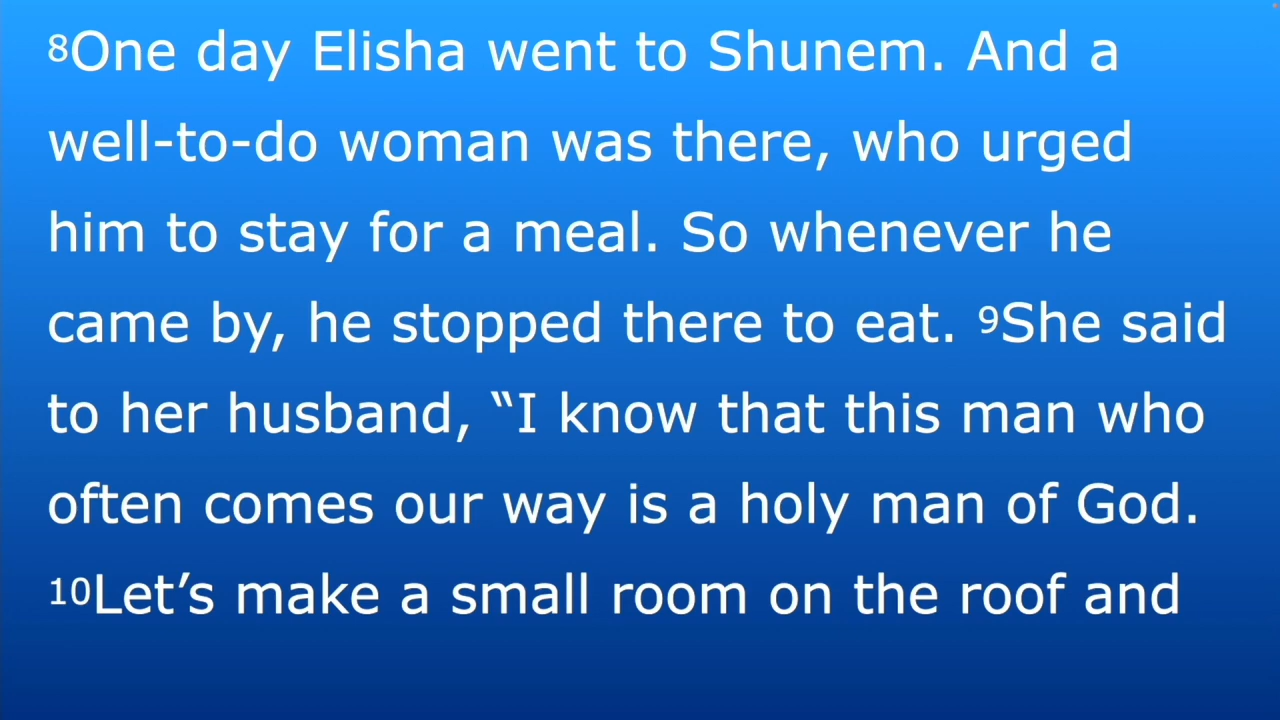 8One day Elisha went to Shunem. And a
well-to-do woman was there, who urged
him to stay for a meal. So whenever he
came by, he stopped there to eat. 9She said
to her husband, “I know that this man who
often comes our way is a holy man of God.
10Let’s make a small room on the roof and